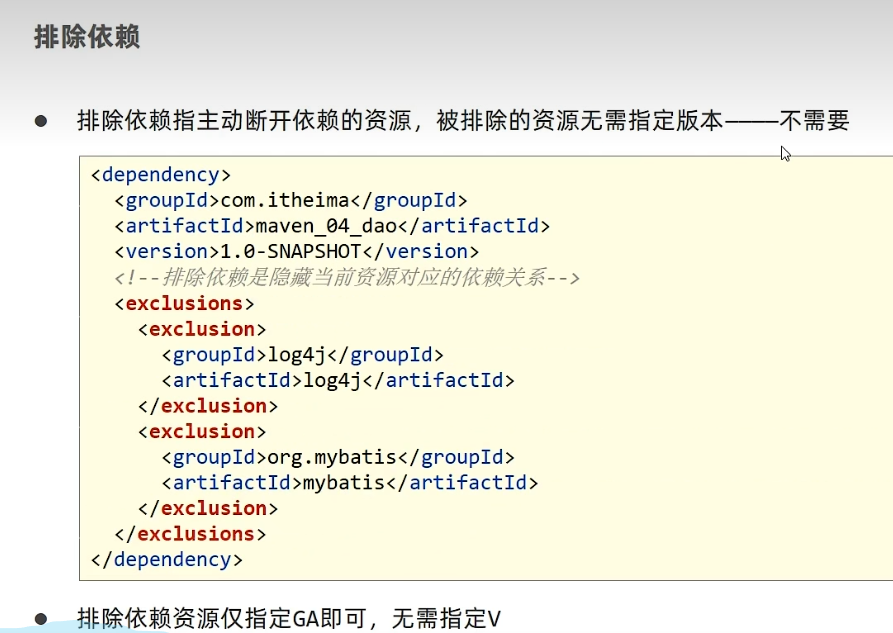 排除依赖
● 排除依赖指主动断开依赖的资源，被排除的资源无需指定版本————不需要
<dependency>
  <groupId>com.itheima</groupId>
  <artifactId>maven_04_dao</artifactId>
  <version>1.0-SNAPSHOT</version>
  <!--排除依赖是隐藏当前资源对应的依赖关系-->
  <exclusions>
    <exclusion>
      <groupId>log4j</groupId>
      <artifactId>log4j</artifactId>
    </exclusion>
    <exclusion>
      <groupId>org.mybatis</groupId>
      <artifactId>mybatis</artifactId>
    </exclusion>
  </exclusions>
</dependency>
● 排除依赖资源仅指定GA即可，无需指定V